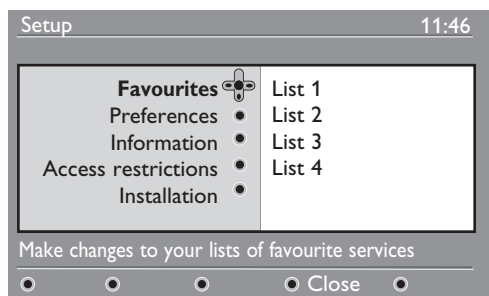 Setup 11:46
Favourites List 1
Preferences List 2
Information List 3
Access restrictions List 4
Installation
Make changes to your lists of favourite services
Close